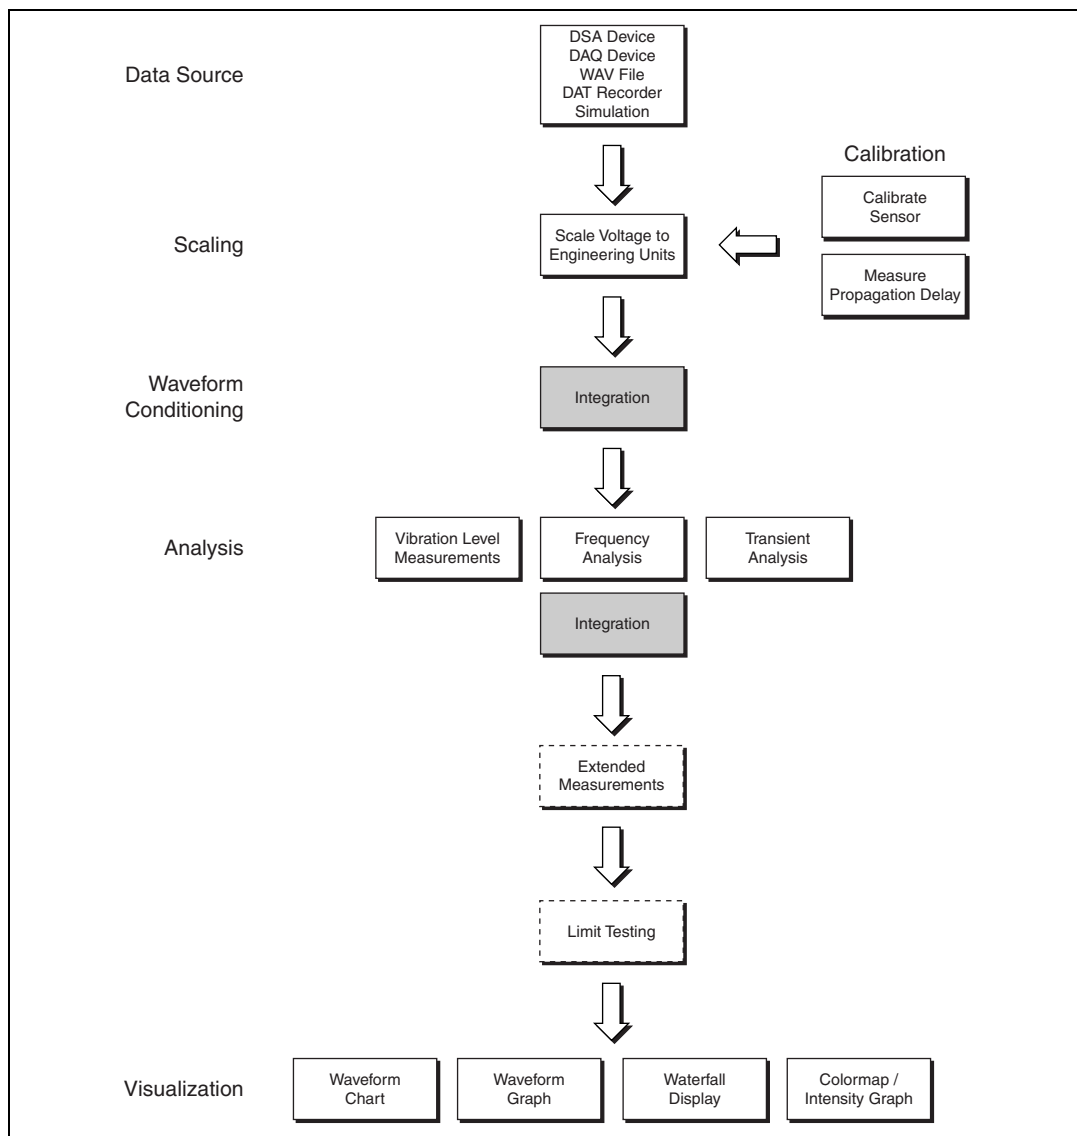 Data Source
DSA Device
DAQ Device
WAV File
DAT Recorder
Simulation
Calibration
Calibrate
Sensor
Measure
Propagation Delay
Scaling
Scale Voltage to
Engineering Units
Waveform
Conditioning
Integration
Analysis
Vibration Level
Measurements
Frequency
Analysis
Transient
Analysis
Integration
Extended
Measurements
Limit Testing
Visualization
Waveform
Chart
Waveform
Graph
Waterfall
Display
Colormap /
Intensity Graph